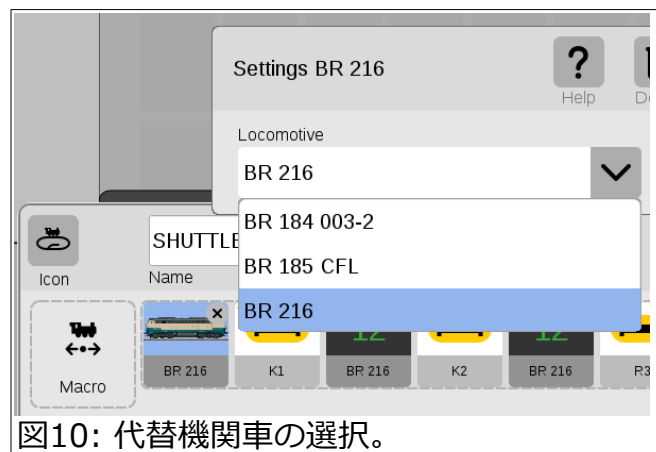 Settings BR 216
?
Help
De
Locomotive
BR 216
BR 184 003-2
BR 185 CFL
BR 216
SHUTTLE
Icon
Name
Macro
BR 216
K1
12
BR 216
K2
12
BR 216
R3
図10: 代替機関車の選択。